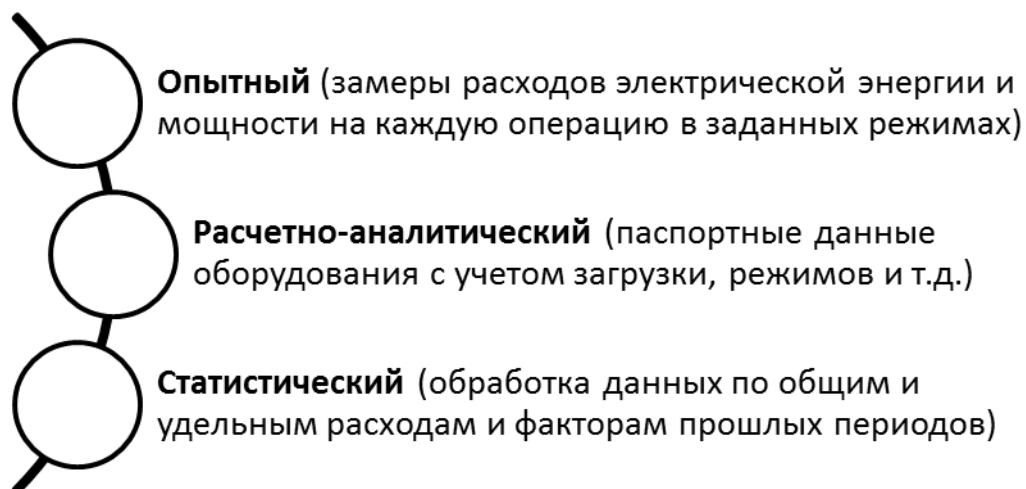 Опытный (замеры расходов электрической энергии и
мощности на каждую операцию в заданных режимах)
Расчетно-аналитический (паспортные данные
оборудования с учетом загрузки, режимов и т.д.)
Статистический (обработка данных по общим и
удельным расходам и факторам прошлых периодов)